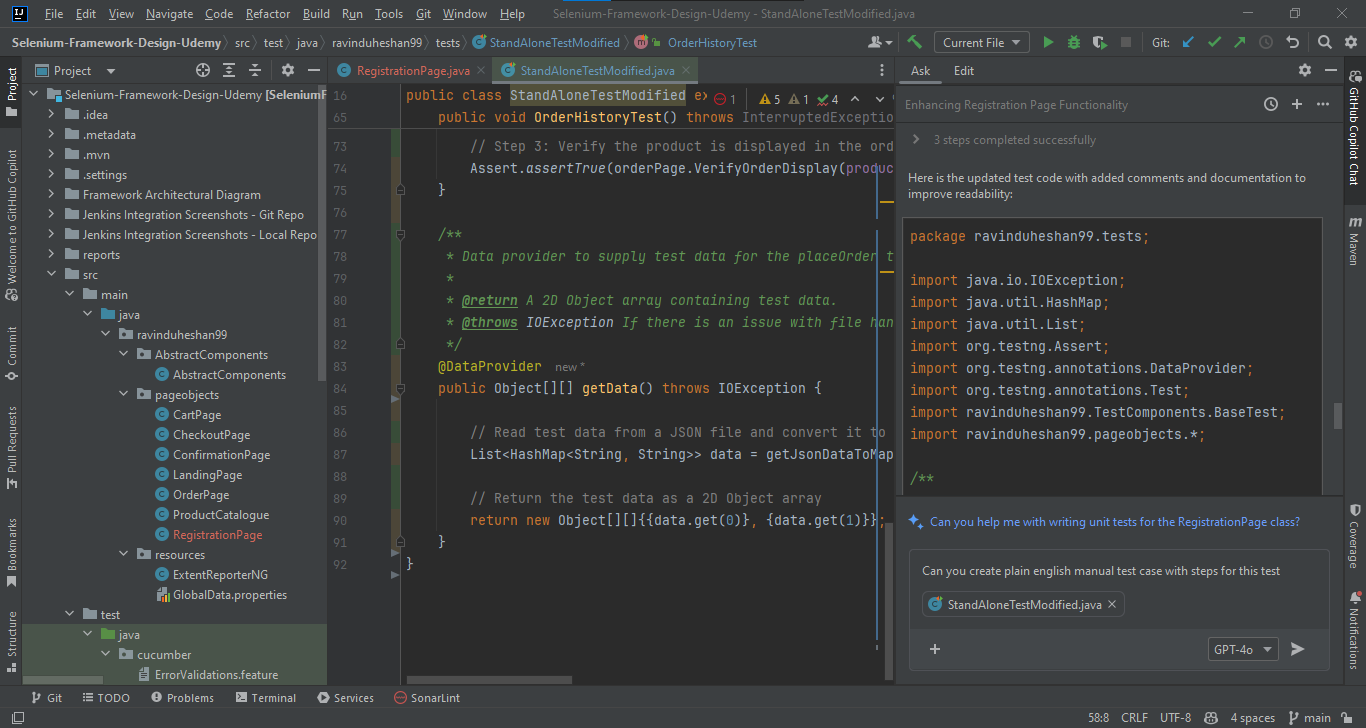 File Edit View Navigate Code Refactor Build Run Tools Git Window Help Selenium-Framework-Design-Udemy - StandAloneTestModified.java
Selenium-Framework-Design-Udemy src test java ravinduheshan99 tests StandAloneTestModified OrderHistoryTest Current File Git:
Project
RegistrationPage.java
StandAloneTestModified.java
Ask Edit
Project
Welcome to GitHub Copilot
Commit
Pull Requests
Bookmarks
Structure
Selenium-Framework-Design-Udemy [SeleniumF
.idea
.metadata
.mvn
.settings
Framework Architectural Diagram
Jenkins Integration Screenshots - Git Repo
Jenkins Integration Screenshots - Local Repo
reports
src
main
java
ravinduheshan99
AbstractComponents
AbstractComponents
pageobjects
CartPage
CheckoutPage
ConfirmationPage
LandingPage
OrderPage
ProductCatalogue
RegistrationPage
resources
ExtentReporterNG
GlobalData.properties
test
java
cucumber
ErrorValidations.feature
16 public class StandAloneTestModified e 1 5 1 4
65 public void OrderHistoryTest() throws InterruptedException
73 // Step 3: Verify the product is displayed in the ord
74 Assert.assertTrue(orderPage.VerifyOrderDisplay(produc
75 }
76
77 /**
78 * Data provider to supply test data for the placeOrder t
79 *
80 * @return A 2D Object array containing test data.
81 * @throws IOException If there is an issue with file han
82 */
83 @DataProvider new *
84 public Object[][] getData() throws IOException {
85
86 // Read test data from a JSON file and convert it to
87 List<HashMap<String, String>> data = getJsonDataToMap
88
89 // Return the test data as a 2D Object array
90 return new Object[][]{{data.get(0)}, {data.get(1)}};
91 }
92 }
Enhancing Registration Page Functionality
3 steps completed successfully
Here is the updated test code with added comments and documentation to
improve readability:
package ravinduheshan99.tests;
import java.io.IOException;
import java.util.HashMap;
import java.util.List;
import org.testng.Assert;
import org.testng.annotations.DataProvider;
import org.testng.annotations.Test;
import ravinduheshan99.TestComponents.BaseTest;
import ravinduheshan99.pageobjects.*;
/**
Can you help me with writing unit tests for the RegistrationPage class?
Can you create plain english manual test case with steps for this test
StandAloneTestModified.java
GPT-4o
GitHub Copilot Chat
m Maven
Coverage
Notifications
Git TODO Problems Terminal Services SonarLint
58:8 CRLF UTF-8 4 spaces main